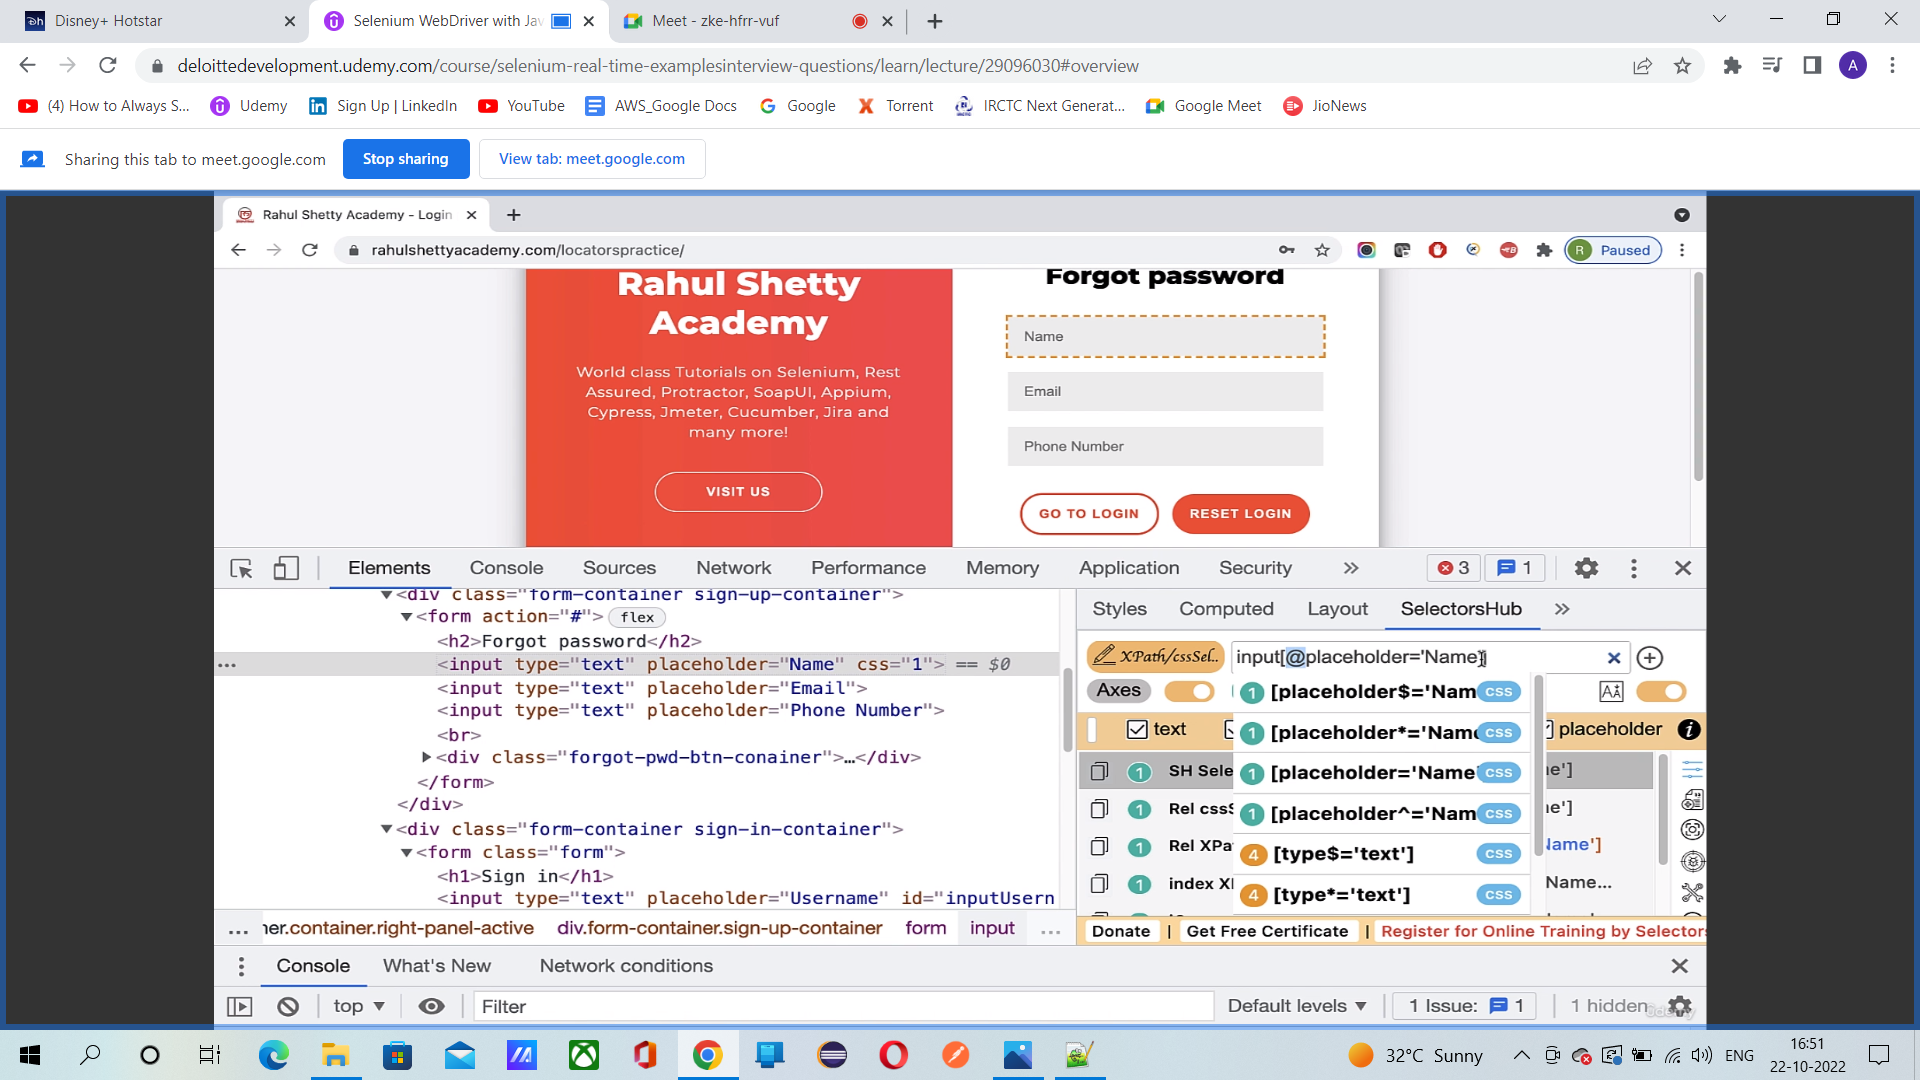 Disney+ Hotstar
Selenium WebDriver with Jav
Meet - zke-hfrr-vuf
deloittedevelopment.udemy.com/course/selenium-real-time-examplesinterview-questions/learn/lecture/29096030#overview
A
(4) How to Always S...
Udemy
Sign Up | LinkedIn
YouTube
AWS_Google Docs
Google
Torrent
IRCTC Next Generat...
Google Meet
JioNews
Sharing this tab to meet.google.com
Stop sharing
View tab: meet.google.com
Rahul Shetty Academy - Login
rahulshettyacademy.com/locatorspractice/
R Paused
Rahul Shetty
Academy
World class Tutorials on Selenium, Rest
Assured, Protractor, SoapUI, Appium,
Cypress, Jmeter, Cucumber, Jira and
many more!
VISIT US
Forgot password
Name
Email
Phone Number
GO TO LOGIN
RESET LOGIN
Elements
Console
Sources
Network
Performance
Memory
Application
Security
3
1
<div class="form-container sign-up-container">
<form action="#"> flex
<h2>Forgot password</h2>
<input type="text" placeholder="Name" css="1"> == $0
<input type="text" placeholder="Email">
<input type="text" placeholder="Phone Number">
<br>
<div class="forgot-pwd-btn-conainer">…</div>
</form>
</div>
<div class="form-container sign-in-container">
<form class="form">
<h1>Sign in</h1>
<input type="text" placeholder="Username" id="inputUsern
... ner.container.right-panel-active div.form-container.sign-up-container form input ...
Styles
Computed
Layout
SelectorsHub
XPath/cssSel..
input[@placeholder='Name']
Axes
text
placeholder
1 [placeholder$='Nam CSS
1 [placeholder*='Name CSS
1 [placeholder='Name' CSS
1 [placeholder^='Nam CSS
4 [type$='text'] CSS
4 [type*='text'] CSS
1 SH Sele
ne']
1 Rel cssS
ne']
1 Rel XPa
Name']
1 index XI
Name...
Donate | Get Free Certificate | Register for Online Training by Selectors
Console
What's New
Network conditions
top
Filter
Default levels
1 Issue: 1
1 hidden
udemy
32°C Sunny
ENG
16:51
22-10-2022